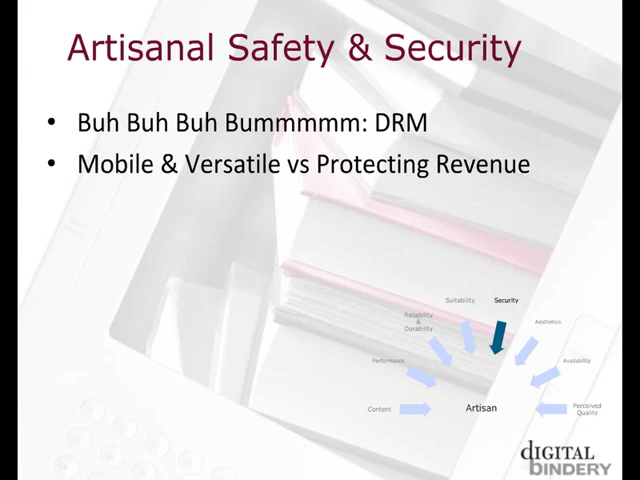 Artisanal Safety & Security
• Buh Buh Buh Bummmmm: DRM
• Mobile & Versatile vs Protecting Revenue
Suitability
Security
Reliability
&
Durability
Aesthetics
Performance
Availability
Content
Artisan
Perceived
Quality
digital
BINDERY